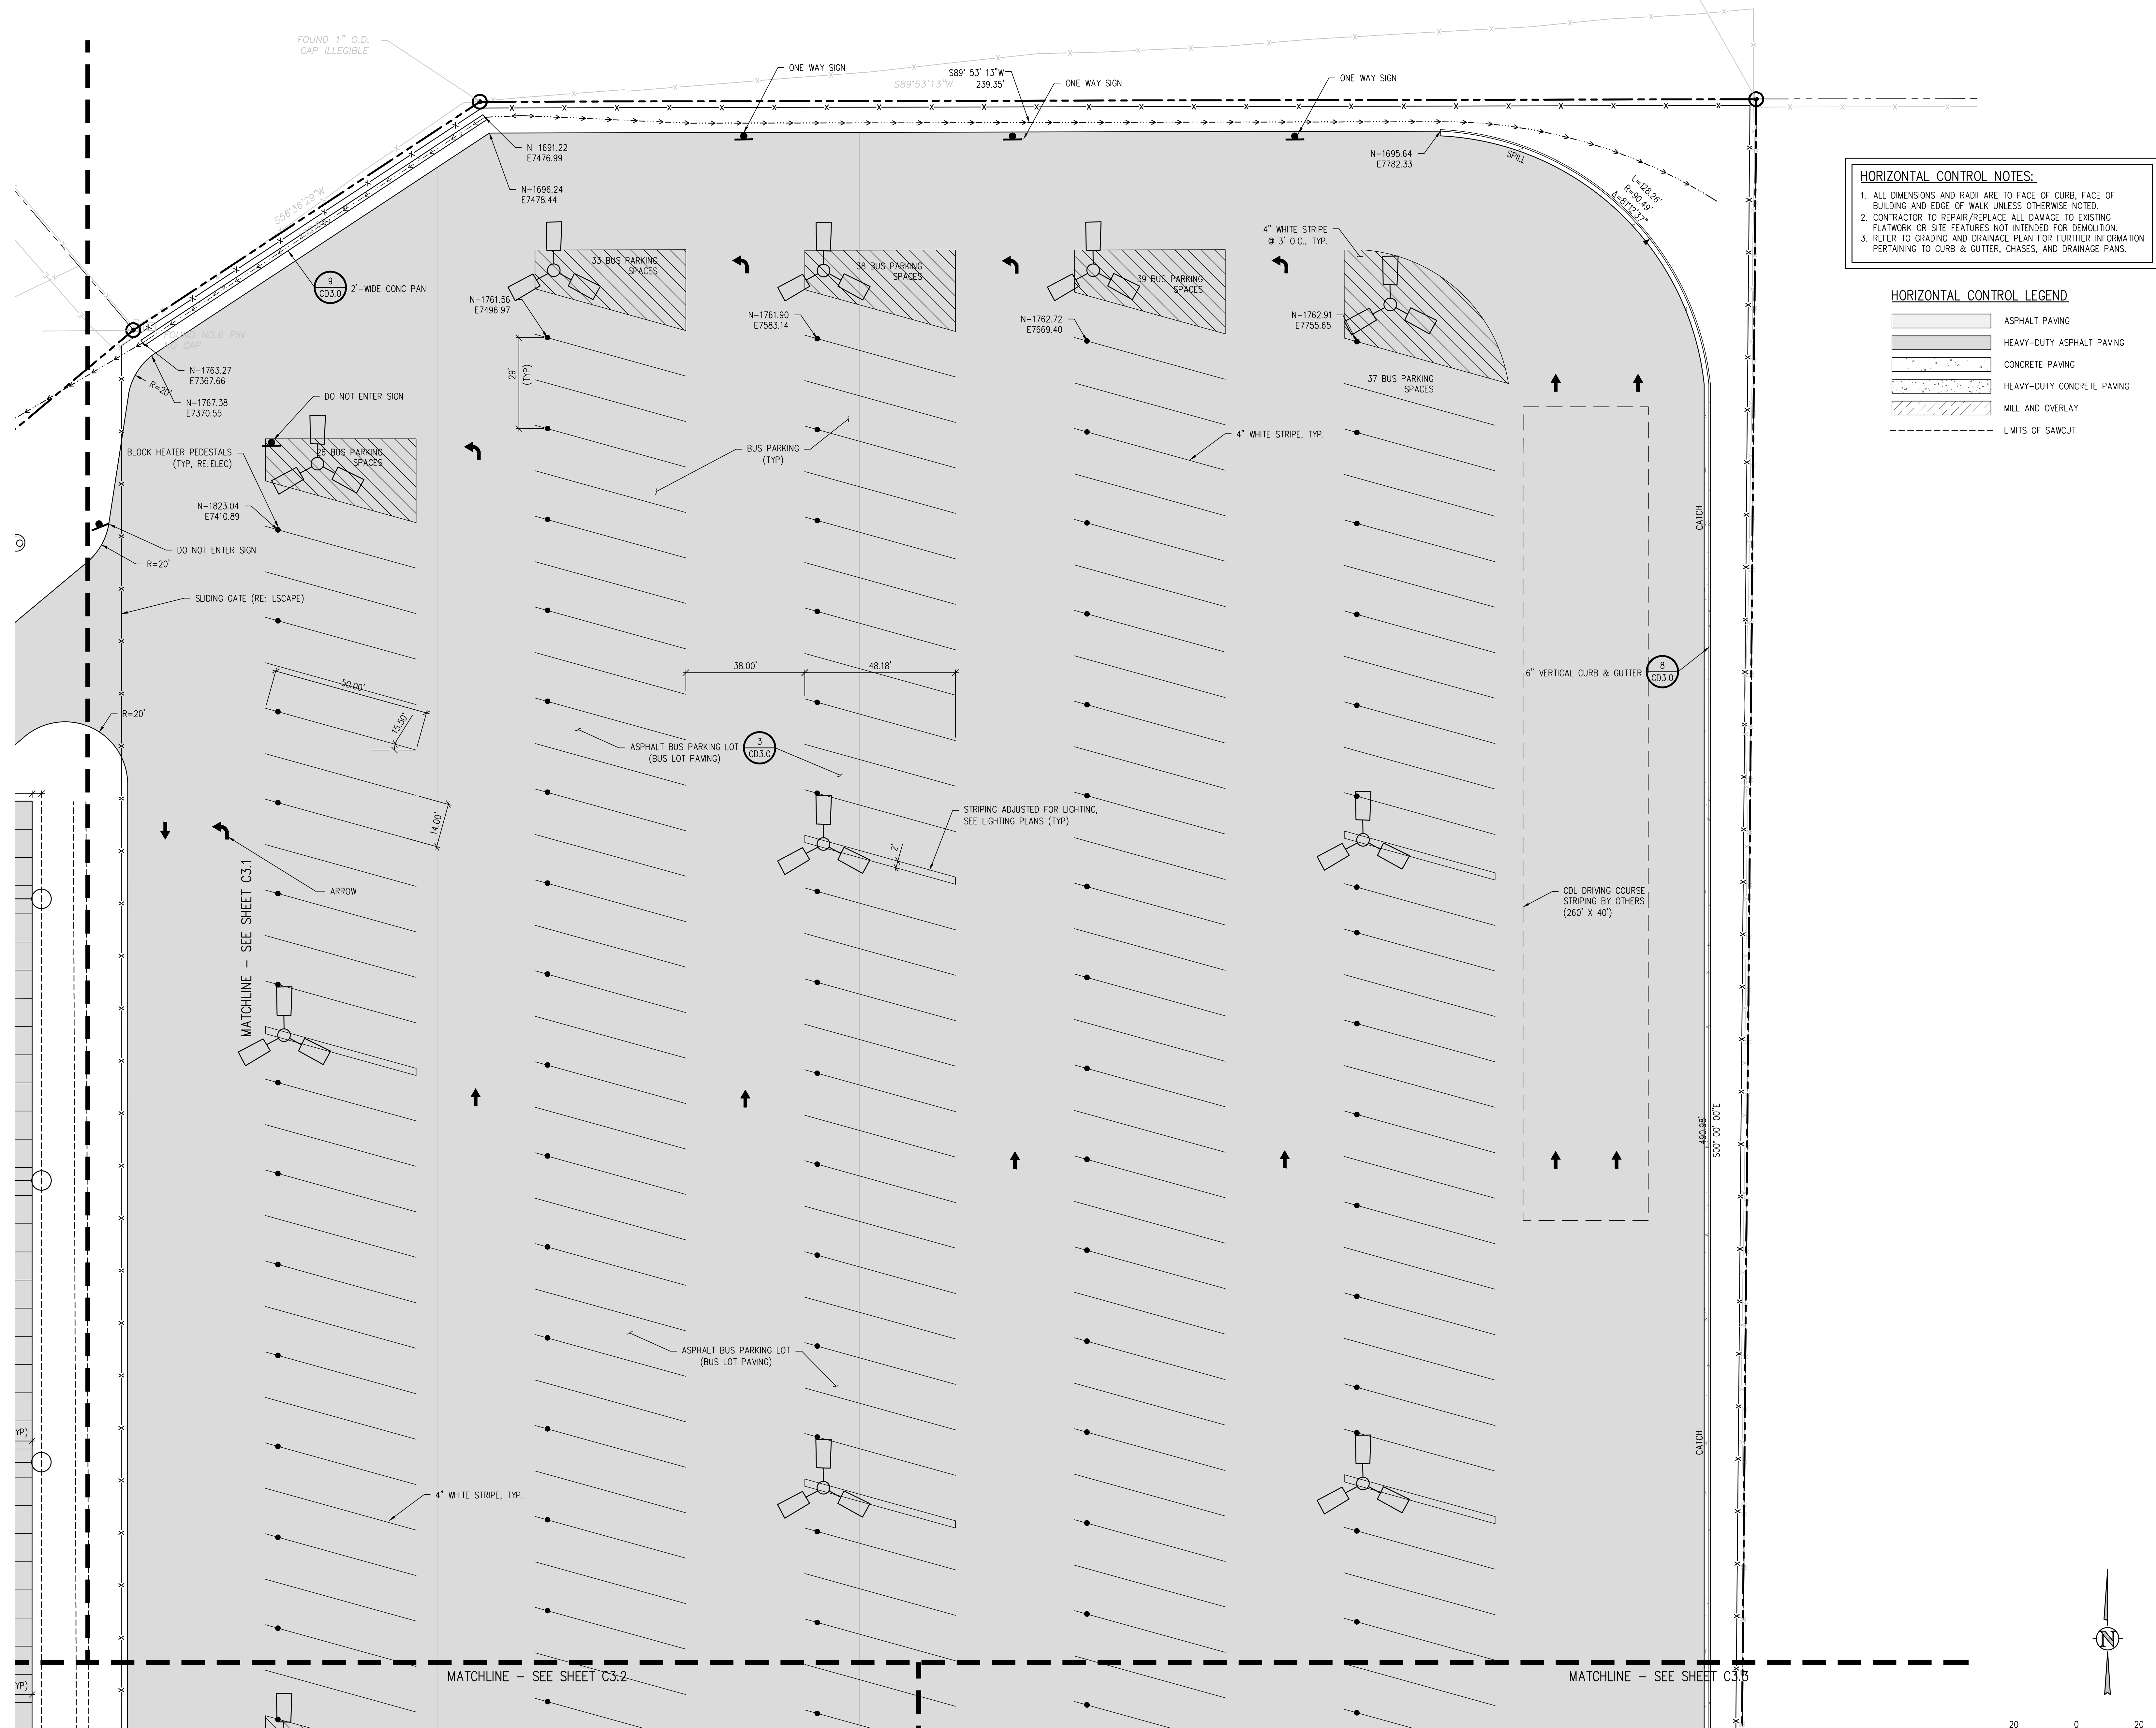 FOUND 1" O.D.
CAP ILLEGIBLE
ONE WAY SIGN
S89°53'13"W
S89° 53' 13"W
239.35'
ONE WAY SIGN
ONE WAY SIGN
N-1691.22
E7476.99
N-1696.24
E7478.44
N-1695.64
E7782.33
SPILL
L=128.26'
R=90.49'
Δ=81°12'37"
S56°36'29"W
9
CD3.0
2'-WIDE CONC PAN
33 BUS PARKING
SPACES
38 BUS PARKING
SPACES
39 BUS PARKING
SPACES
4" WHITE STRIPE
@ 3' O.C., TYP.
N-1761.56
E7496.97
N-1761.90
E7583.14
N-1762.72
E7669.40
N-1762.91
E7755.65
37 BUS PARKING
SPACES
FOUND NO.6 PIN
NO CAP
N-1763.27
E7367.66
R=20'
N-1767.38
E7370.55
29'
(TYP)
DO NOT ENTER SIGN
BLOCK HEATER PEDESTALS
(TYP, RE:ELEC)
26 BUS PARKING
SPACES
BUS PARKING
(TYP)
4" WHITE STRIPE, TYP.
N-1823.04
E7410.89
DO NOT ENTER SIGN
R=20'
CATCH
SLIDING GATE (RE: LSCAPE)
38.00'
48.18'
6" VERTICAL CURB & GUTTER
8
CD3.0
50.00'
15.50°
R=20'
ASPHALT BUS PARKING LOT
(BUS LOT PAVING)
3
CD3.0
14.00'
STRIPING ADJUSTED FOR LIGHTING,
SEE LIGHTING PLANS (TYP)
2'
ARROW
MATCHLINE - SEE SHEET C3.1
CDL DRIVING COURSE
STRIPING BY OTHERS
(260' X 40')
490.98'
S00° 00' 00"E
ASPHALT BUS PARKING LOT
(BUS LOT PAVING)
CATCH
YP)
4" WHITE STRIPE, TYP.
MATCHLINE - SEE SHEET C3.2
MATCHLINE - SEE SHEET C3.3
YP)
HORIZONTAL CONTROL NOTES:
1. ALL DIMENSIONS AND RADII ARE TO FACE OF CURB, FACE OF
BUILDING AND EDGE OF WALK UNLESS OTHERWISE NOTED.
2. CONTRACTOR TO REPAIR/REPLACE ALL DAMAGE TO EXISTING
FLATWORK OR SITE FEATURES NOT INTENDED FOR DEMOLITION.
3. REFER TO GRADING AND DRAINAGE PLAN FOR FURTHER INFORMATION
PERTAINING TO CURB & GUTTER, CHASES, AND DRAINAGE PANS.
HORIZONTAL CONTROL LEGEND
ASPHALT PAVING
HEAVY-DUTY ASPHALT PAVING
CONCRETE PAVING
HEAVY-DUTY CONCRETE PAVING
MILL AND OVERLAY
LIMITS OF SAWCUT
N
20 0 20